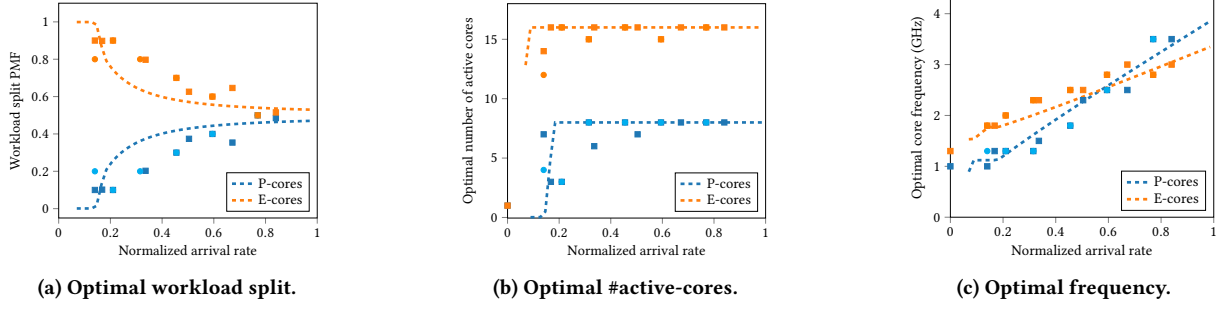 1
0.8
0.6
0.4
0.2
0
Workload split PMF
P-cores
E-cores
0 0.2 0.4 0.6 0.8 1
Normalized arrival rate
(a) Optimal workload split.
15
10
5
0
Optimal number of active cores
P-cores
E-cores
0 0.2 0.4 0.6 0.8 1
Normalized arrival rate
(b) Optimal #active-cores.
4
3
2
1
0
Optimal core frequency (GHz)
P-cores
E-cores
0 0.2 0.4 0.6 0.8 1
Normalized arrival rate
(c) Optimal frequency.